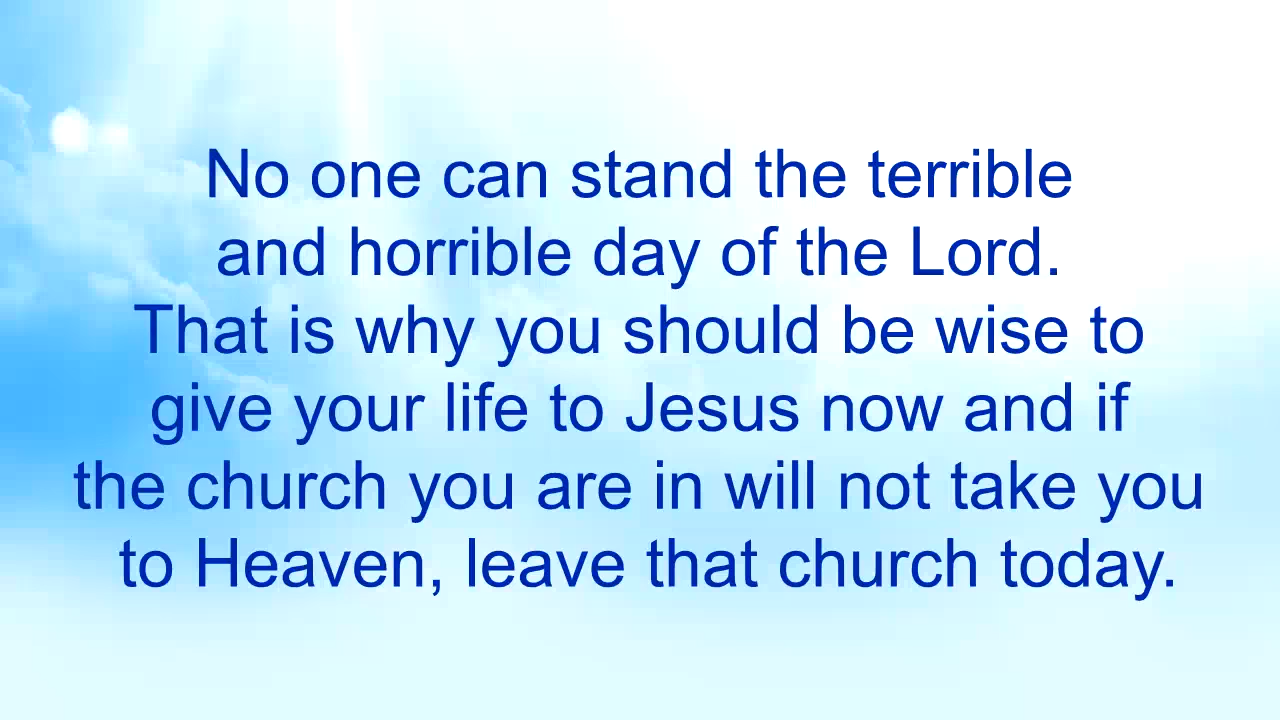 No one can stand the terrible
and horrible day of the Lord.
That is why you should be wise to
give your life to Jesus now and if
the church you are in will not take you
to Heaven, leave that church today.